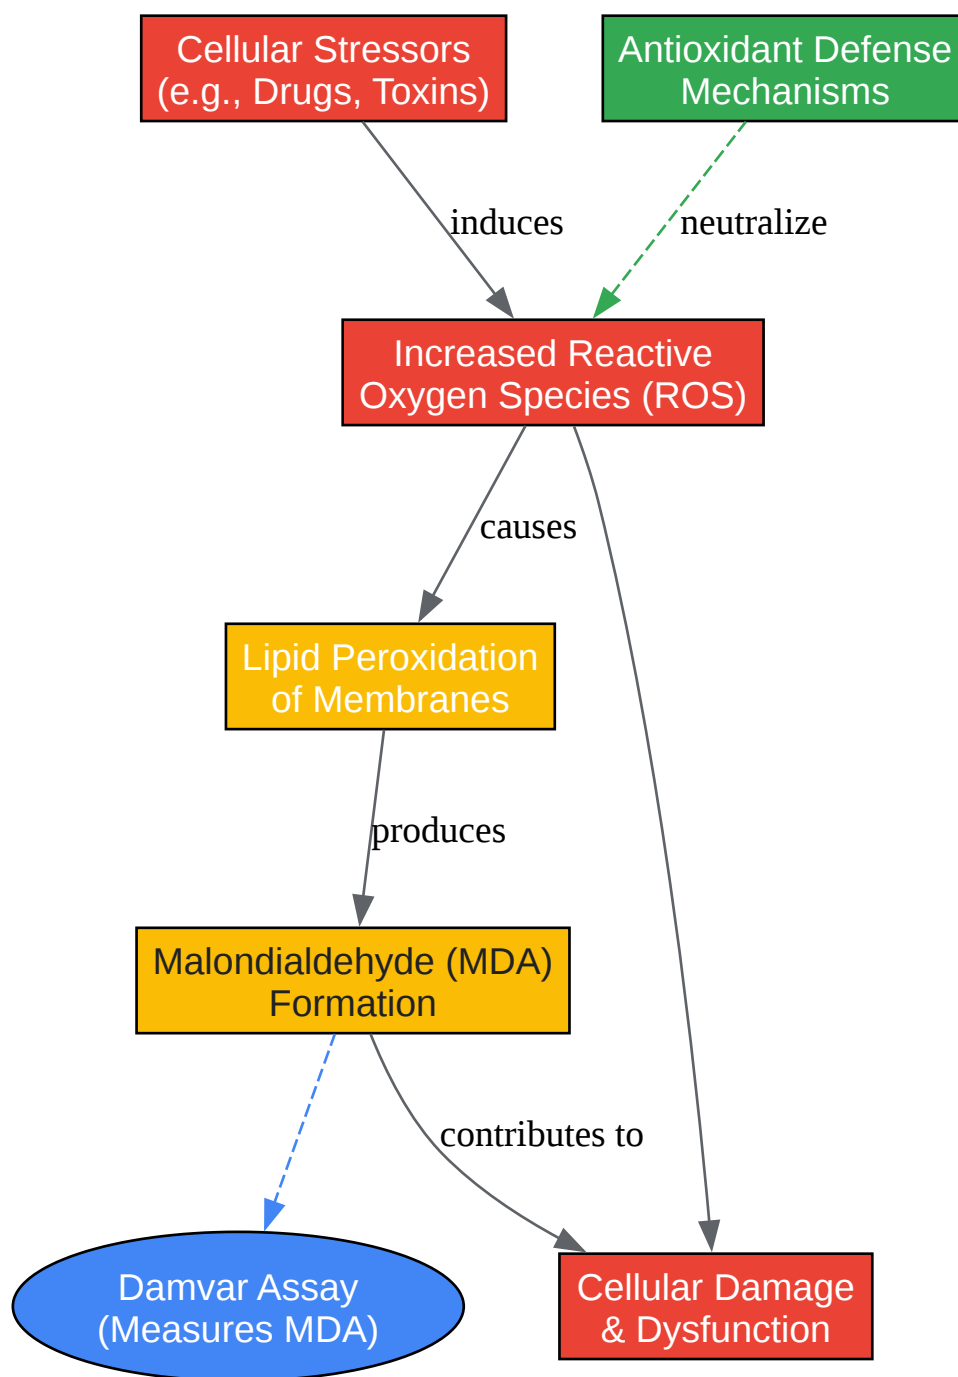 Cellular Stressors
(e.g., Drugs, Toxins)
Antioxidant Defense
Mechanisms
induces
neutralize
Increased Reactive
Oxygen Species (ROS)
causes
Lipid Peroxidation
of Membranes
produces
Malondialdehyde (MDA)
Formation
contributes to
Damvar Assay
(Measures MDA)
Cellular Damage
& Dysfunction